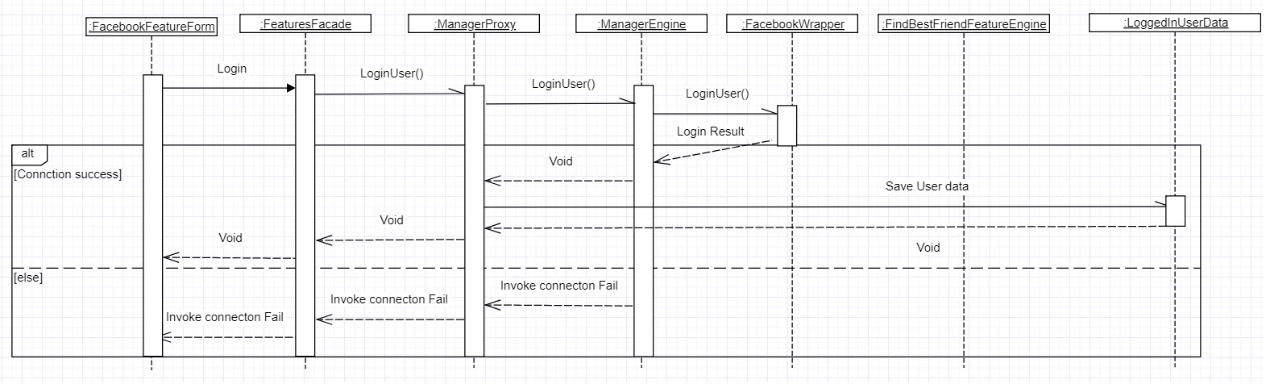 :FacebookFeatureForm
:FeaturesFacade
:ManagerProxy
:ManagerEngine
:FacebookWrapper
:FindBestFriendFeatureEngine
:LoggedInUserData
Login
LoginUser()
LoginUser()
LoginUser()
Login Result
alt
[Connction success]
Void
Save User data
Void
Void
Void
[else]
Invoke connecton Fail
Invoke connecton Fail
Invoke connecton Fail